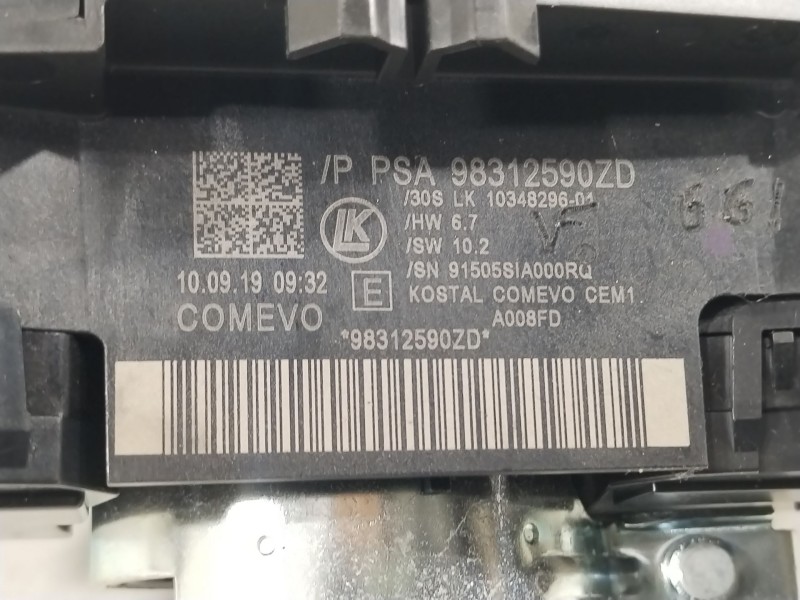 /P PSA 98312590ZD
/30S LK 10348296-01
/HW 6.7
/SW 10.2
/SN 91505SIA000RQ
LK
10.09.19 09:32
E
KOSTAL COMEVO CEM1.
COMEVO
A008FD
*98312590ZD*